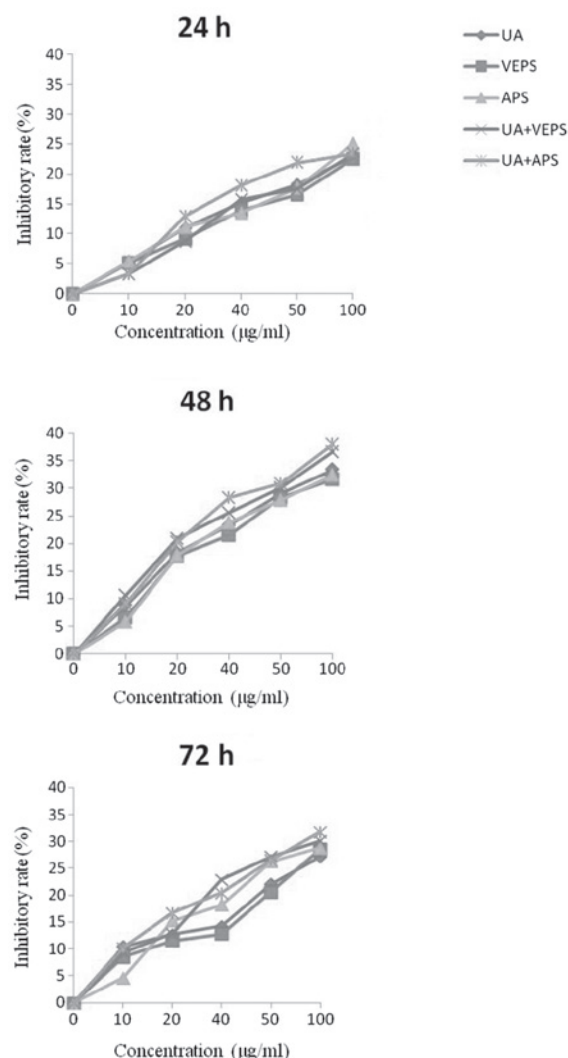 24 h
UA
VEPS
APS
UA+VEPS
UA+APS
Inhibitory rate (%)
40
35
30
25
20
15
10
5
0
0 10 20 40 50 100
Concentration (µg/ml)
48 h
Inhibitory rate (%)
40
35
30
25
20
15
10
5
0
0 10 20 40 50 100
Concentration (µg/ml)
72 h
Inhibitory rate (%)
40
35
30
25
20
15
10
5
0
0 10 20 40 50 100
Concentration (µg/ml)